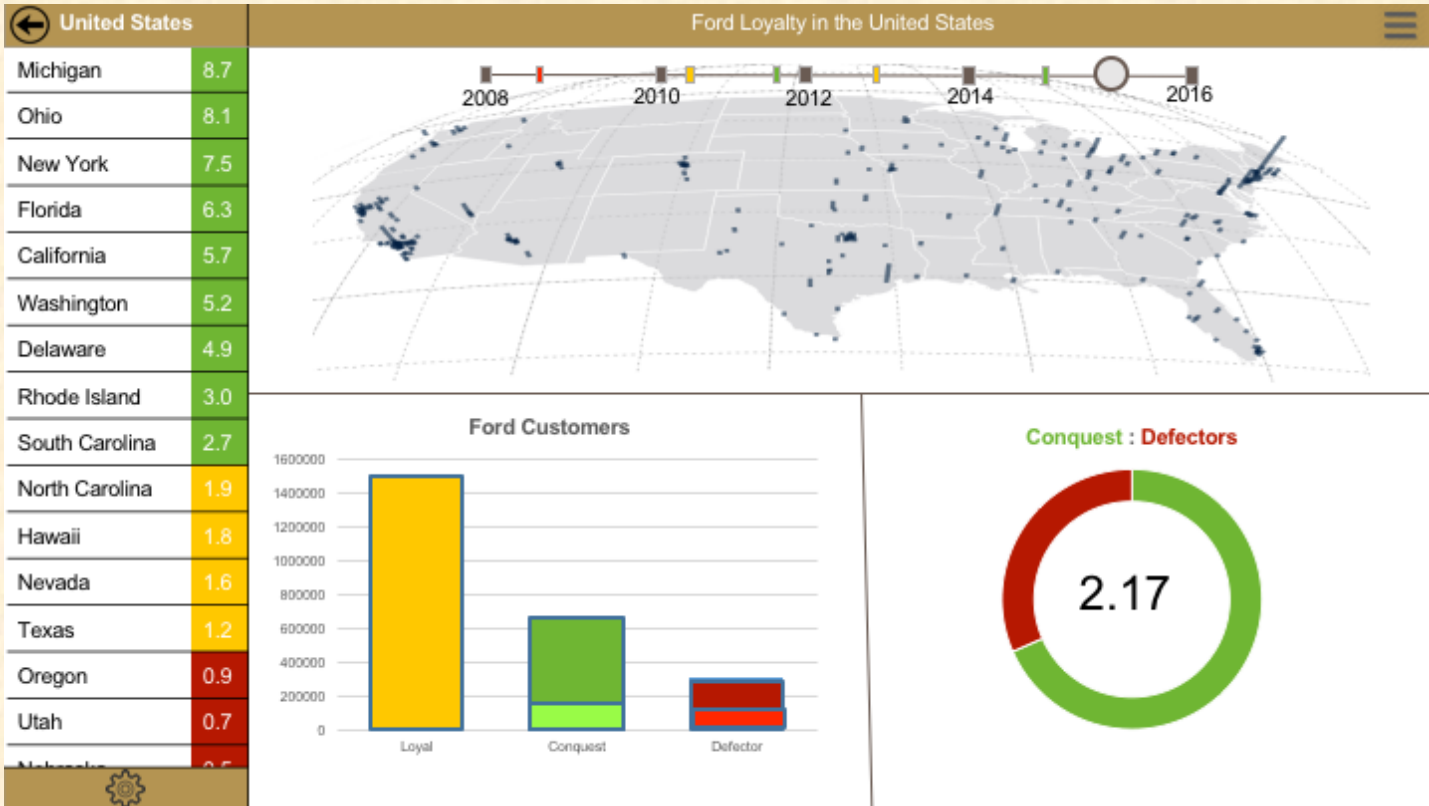 United States
Ford Loyalty in the United States
Michigan 8.7
Ohio 8.1
New York 7.5
Florida 6.3
California 5.7
Washington 5.2
Delaware 4.9
Rhode Island 3.0
South Carolina 2.7
North Carolina 1.9
Hawaii 1.8
Nevada 1.6
Texas 1.2
Oregon 0.9
Utah 0.7
2008 2010 2012 2014 2016
Ford Customers
1600000
1400000
1200000
1000000
800000
600000
400000
200000
0
Loyal Conquest Defector
Conquest : Defectors
2.17